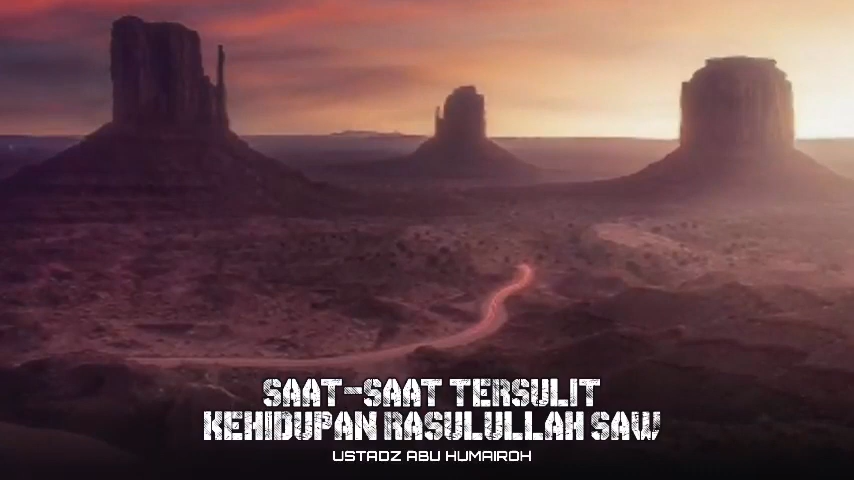 SAAT-SAAT TERSULIT
KEHIDUPAN RASULULLAH SAW
USTADZ ABU HUMAIROH